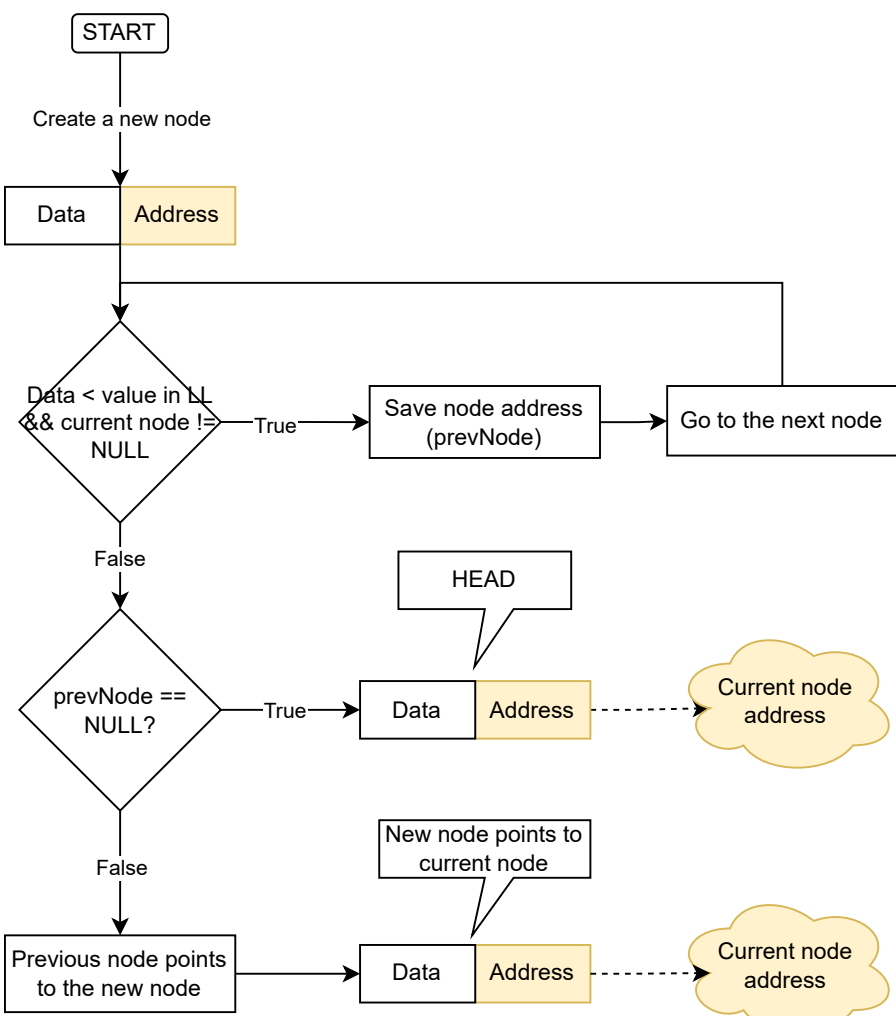 START
Create a new node
Data
Address
Data < value in LL
&& current node !=
NULL
True
Save node address
(prevNode)
Go to the next node
False
HEAD
prevNode ==
NULL?
True
Data
Address
Current node
address
False
New node points to
current node
Previous node points
to the new node
Data
Address
Current node
address